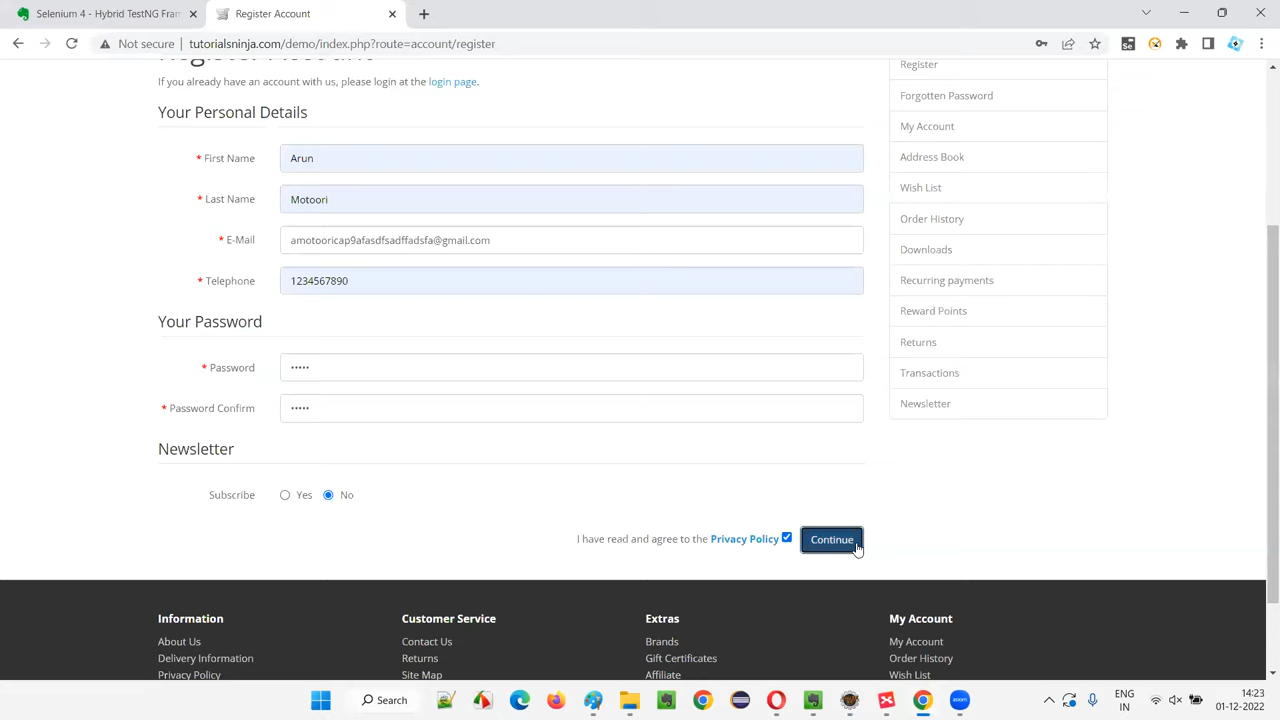 Selenium 4 - Hybrid TestNG Fram
Register Account
Not secure
tutorialsninja.com/demo/index.php?route=account/register
If you already have an account with us, please login at the login page.
Your Personal Details
* First Name
Arun
* Last Name
Motoori
* E-Mail
amotooricap9afasdfsadffadsfa@gmail.com
* Telephone
1234567890
Your Password
* Password
•••••
* Password Confirm
•••••
Newsletter
Subscribe
Yes
No
I have read and agree to the Privacy Policy
Continue
Register
Forgotten Password
My Account
Address Book
Wish List
Order History
Downloads
Recurring payments
Reward Points
Returns
Transactions
Newsletter
Information
About Us
Delivery Information
Privacy Policy
Customer Service
Contact Us
Returns
Site Map
Extras
Brands
Gift Certificates
Affiliate
My Account
My Account
Order History
Wish List
Search
ENG
IN
14:23
01-12-2022